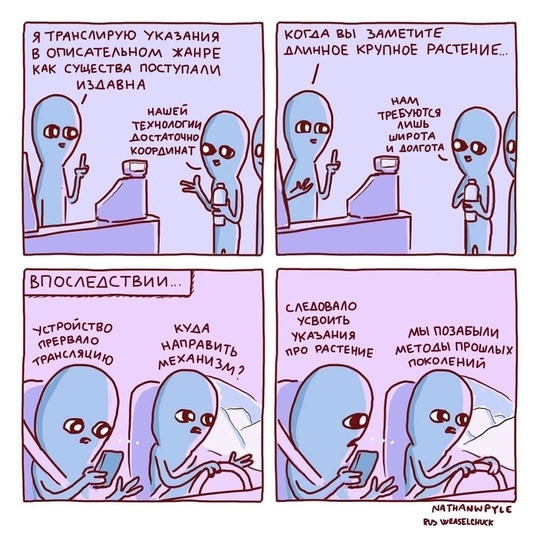 Я ТРАНСЛИРУЮ УКАЗАНИЯ
В ОПИСАТЕЛЬНОМ ЖАНРЕ
КАК СУЩЕСТВА ПОСТУПАЛИ
ИЗДАВНА
НАШЕЙ
ТЕХНОЛОГИИ
ДОСТАТОЧНО
КООРДИНАТ
КОГДА ВЫ ЗАМЕТИТЕ
ДЛИННОЕ КРУПНОЕ РАСТЕНИЕ...
НАМ
ТРЕБУЮТСЯ
ЛИШЬ
ШИРОТА
И ДОЛГОТА
ВПОСЛЕДСТВИИ...
УСТРОЙСТВО
ПРЕРВАЛО
ТРАНСЛЯЦИЮ
КУДА
НАПРАВИТЬ
МЕХАНИЗМ?
СЛЕДОВАЛО
УСВОИТЬ
УКАЗАНИЯ
ПРО РАСТЕНИЕ
МЫ ПОЗАБЫЛИ
МЕТОДЫ ПРОШЛЫХ
ПОКОЛЕНИЙ
NATHANWPYLE
RUS WEASELCHUCK